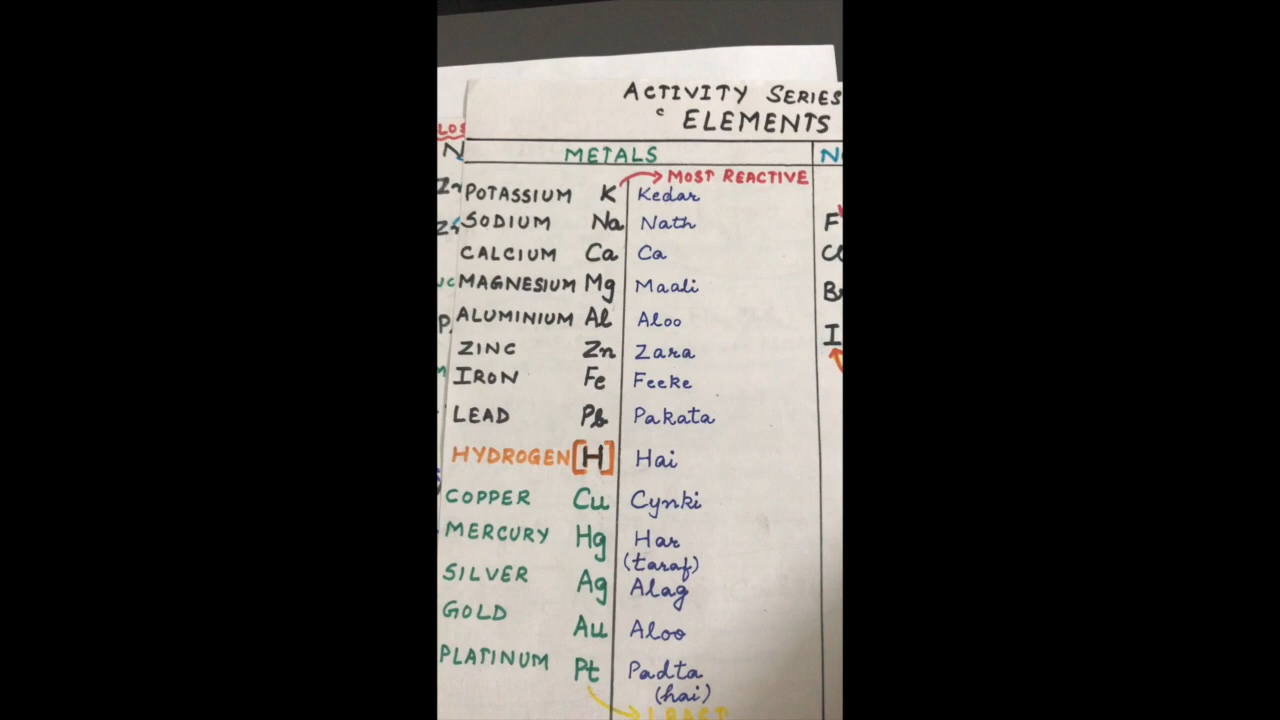 ACTIVITY SERIES
ELEMENTS
METALS
MOST REACTIVE
POTASSIUM K Kedar
SODIUM Na Nath
CALCIUM Ca Ca
MAGNESIUM Mg Maali
ALUMINIUM Al Aloo
ZINC Zn Zara
IRON Fe Feeke
LEAD Pb Pakata
HYDROGEN [H] Hai
COPPER Cu Cynki
MERCURY Hg Har
(taraf)
SILVER Ag Alag
GOLD Au Aloo
PLATINUM Pt Padta
(hai)
F
I